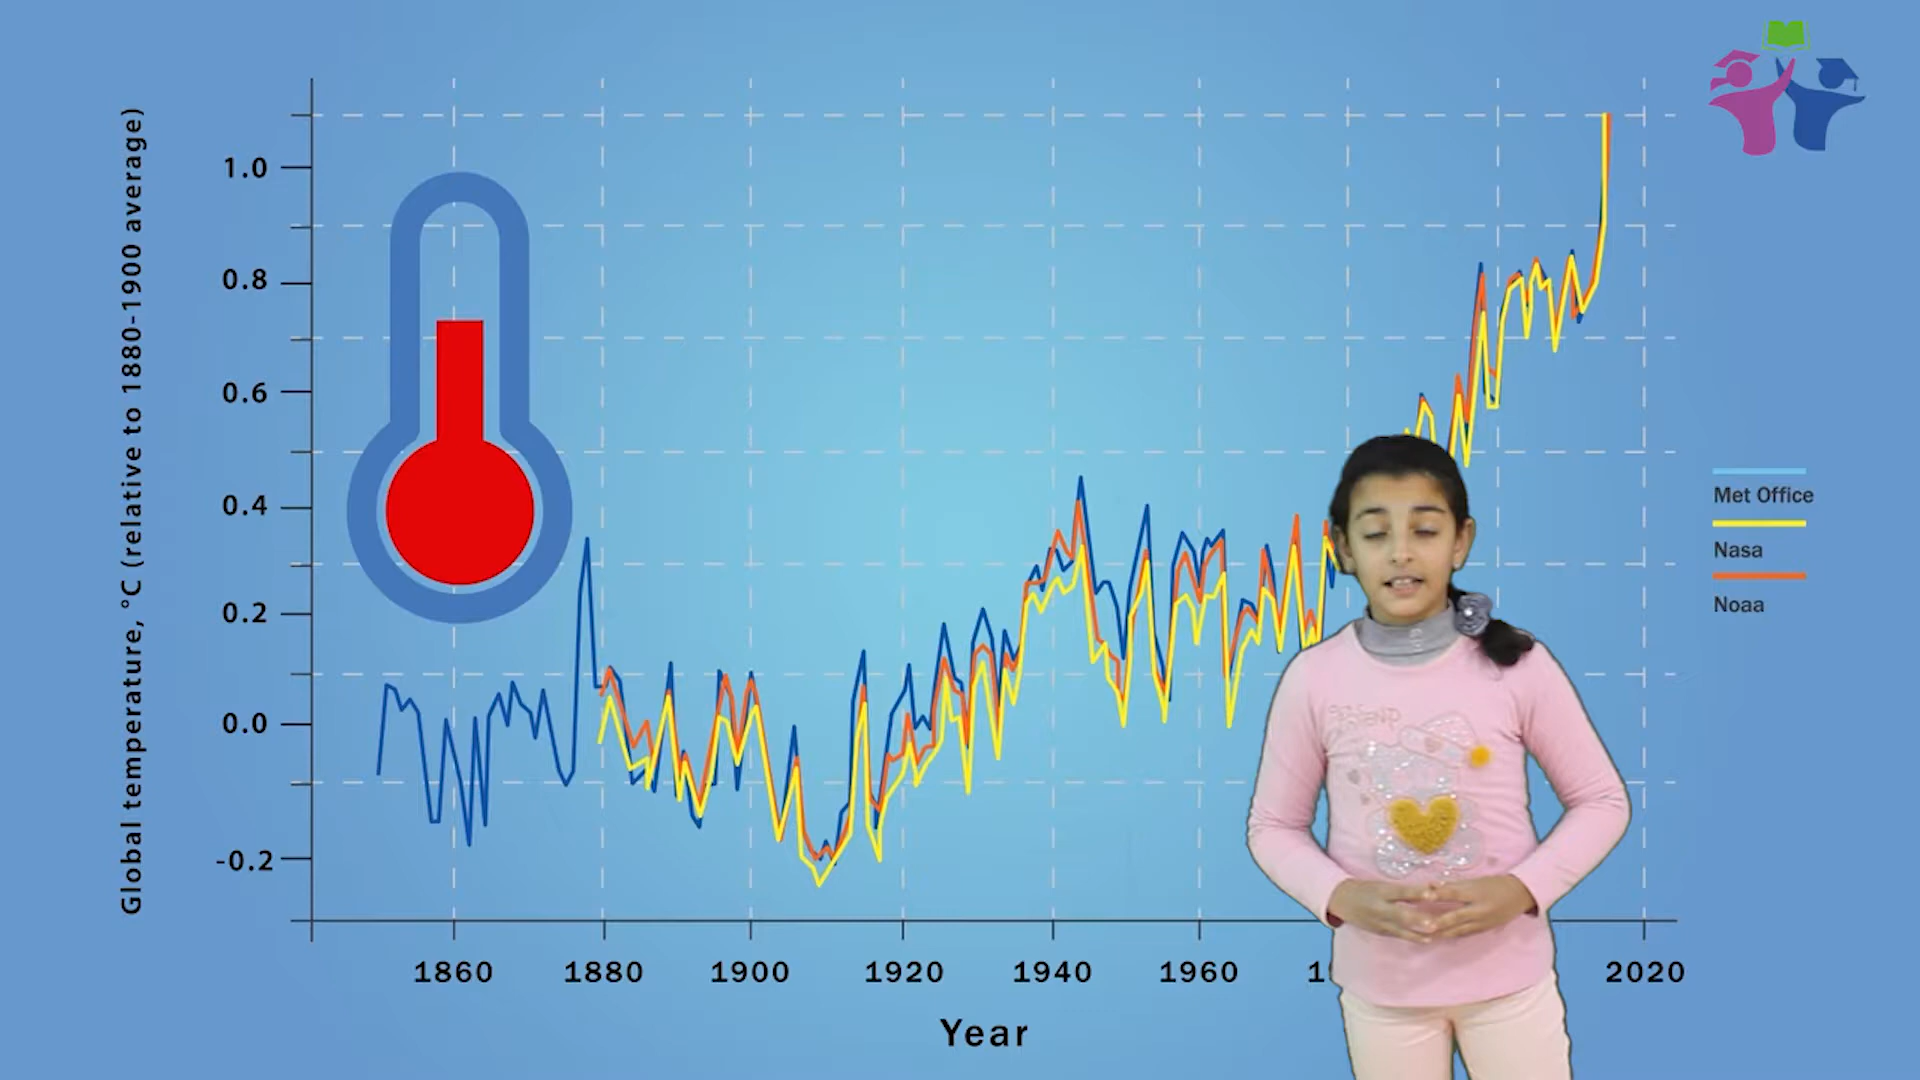 Global temperature, °C (relative to 1880-1900 average)
1.0
0.8
0.6
0.4
0.2
0.0
-0.2
1860
1880
1900
1920
1940
1960
2020
Year
Met Office
Nasa
Noaa